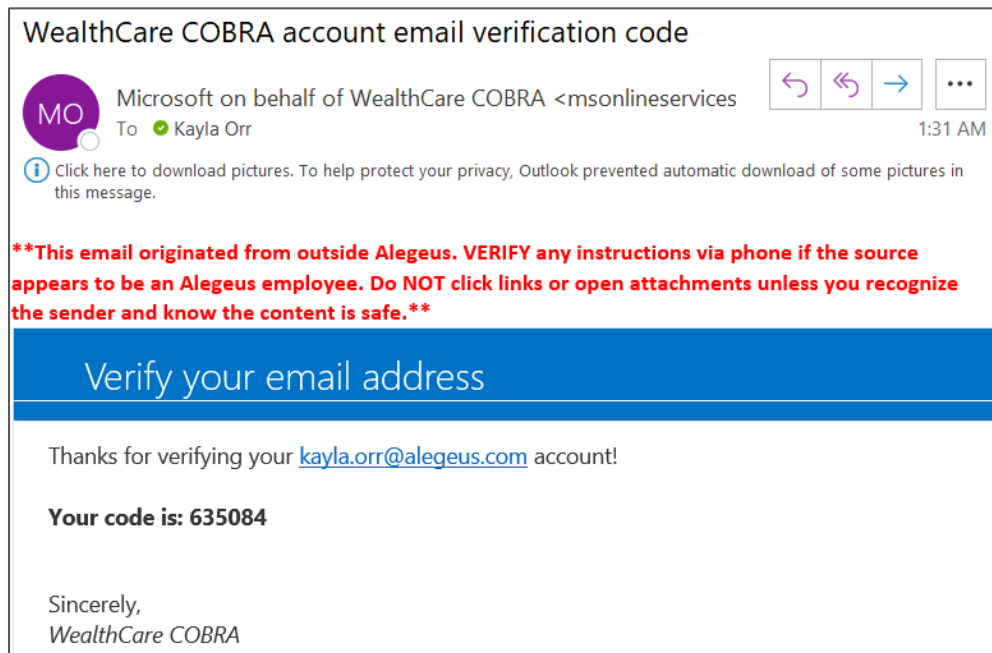 WealthCare COBRA account email verification code
MO
Microsoft on behalf of WealthCare COBRA <msonlineservices
To Kayla Orr
1:31 AM
Click here to download pictures. To help protect your privacy, Outlook prevented automatic download of some pictures in
this message.
**This email originated from outside Alegeus. VERIFY any instructions via phone if the source
appears to be an Alegeus employee. Do NOT click links or open attachments unless you recognize
the sender and know the content is safe.**
Verify your email address
Thanks for verifying your kayla.orr@alegeus.com account!
Your code is: 635084
Sincerely,
WealthCare COBRA